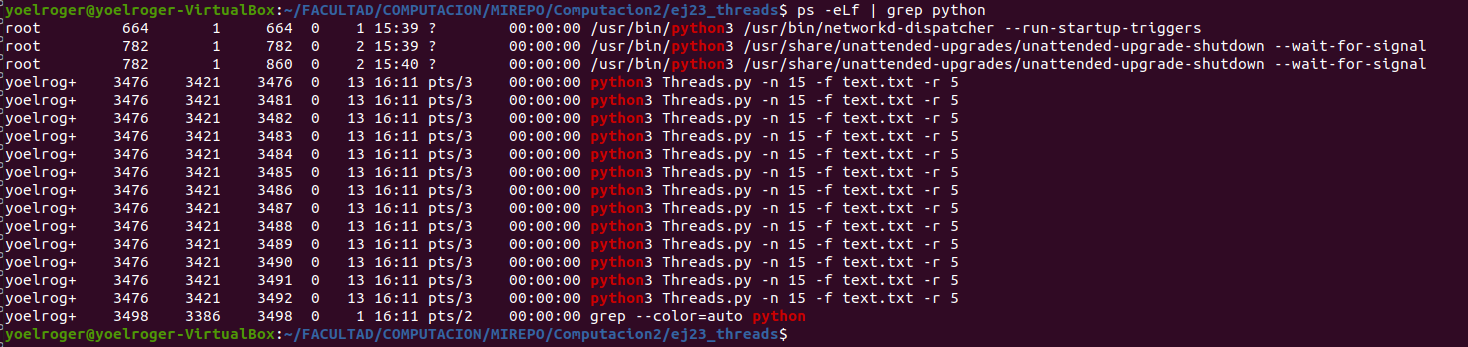 yoelroger@yoelroger-VirtualBox:~/FACULTAD/COMPUTACION/MIREPO/Computacion2/ej23_threads$ ps -eLf | grep python
root 664 1 664 0 1 15:39 ? 00:00:00 /usr/bin/python3 /usr/bin/networkd-dispatcher --run-startup-triggers
root 782 1 782 0 2 15:39 ? 00:00:00 /usr/bin/python3 /usr/share/unattended-upgrades/unattended-upgrade-shutdown --wait-for-signal
root 782 1 860 0 2 15:40 ? 00:00:00 /usr/bin/python3 /usr/share/unattended-upgrades/unattended-upgrade-shutdown --wait-for-signal
yoelrog+ 3476 3421 3476 0 13 16:11 pts/3 00:00:00 python3 Threads.py -n 15 -f text.txt -r 5
yoelrog+ 3476 3421 3481 0 13 16:11 pts/3 00:00:00 python3 Threads.py -n 15 -f text.txt -r 5
yoelrog+ 3476 3421 3482 0 13 16:11 pts/3 00:00:00 python3 Threads.py -n 15 -f text.txt -r 5
yoelrog+ 3476 3421 3483 0 13 16:11 pts/3 00:00:00 python3 Threads.py -n 15 -f text.txt -r 5
yoelrog+ 3476 3421 3484 0 13 16:11 pts/3 00:00:00 python3 Threads.py -n 15 -f text.txt -r 5
yoelrog+ 3476 3421 3485 0 13 16:11 pts/3 00:00:00 python3 Threads.py -n 15 -f text.txt -r 5
yoelrog+ 3476 3421 3486 0 13 16:11 pts/3 00:00:00 python3 Threads.py -n 15 -f text.txt -r 5
yoelrog+ 3476 3421 3487 0 13 16:11 pts/3 00:00:00 python3 Threads.py -n 15 -f text.txt -r 5
yoelrog+ 3476 3421 3488 0 13 16:11 pts/3 00:00:00 python3 Threads.py -n 15 -f text.txt -r 5
yoelrog+ 3476 3421 3489 0 13 16:11 pts/3 00:00:00 python3 Threads.py -n 15 -f text.txt -r 5
yoelrog+ 3476 3421 3490 0 13 16:11 pts/3 00:00:00 python3 Threads.py -n 15 -f text.txt -r 5
yoelrog+ 3476 3421 3491 0 13 16:11 pts/3 00:00:00 python3 Threads.py -n 15 -f text.txt -r 5
yoelrog+ 3476 3421 3492 0 13 16:11 pts/3 00:00:00 python3 Threads.py -n 15 -f text.txt -r 5
yoelrog+ 3498 3386 3498 0 1 16:11 pts/2 00:00:00 grep --color=auto python
yoelroger@yoelroger-VirtualBox:~/FACULTAD/COMPUTACION/MIREPO/Computacion2/ej23_threads$